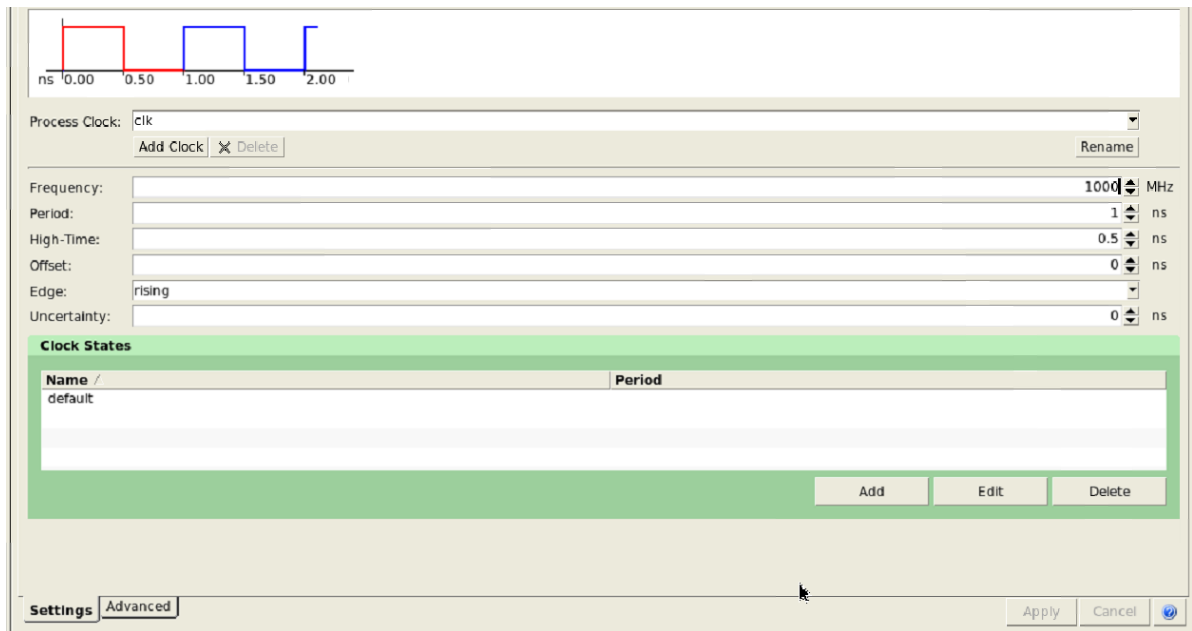 ns 0.00 0.50 1.00 1.50 2.00
Process Clock: clk
Add Clock Delete Rename
Frequency: 1000 MHz
Period: 1 ns
High-Time: 0.5 ns
Offset: 0 ns
Edge: rising
Uncertainty: 0 ns
Clock States
Name / Period
default
Add Edit Delete
Settings Advanced Apply Cancel ?